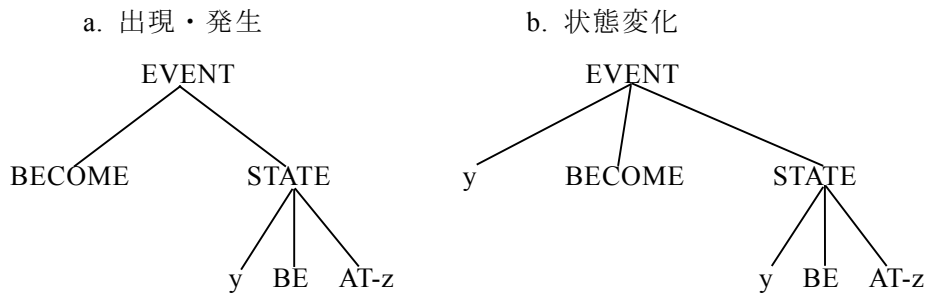 a. 出現・発生 b. 状態変化
EVENT EVENT
BECOME STATE y BECOME STATE
y BE AT-z y BE AT-z